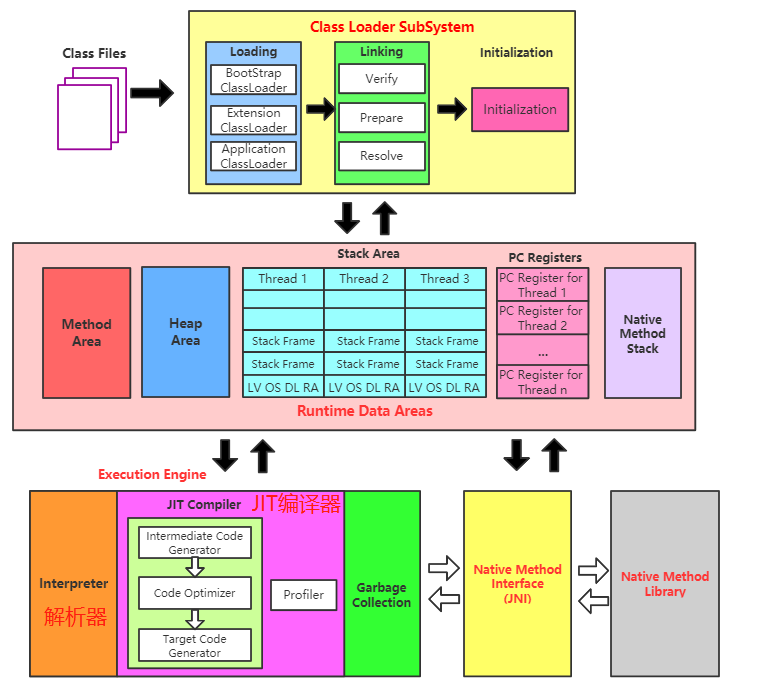 Class Loader SubSystem
Class Files
Loading
Linking
Initialization
BootStrap
ClassLoader
Extension
ClassLoader
Application
ClassLoader
Verify
Prepare
Resolve
Initialization
Stack Area
PC Registers
Method
Area
Heap
Area
Thread 1
Thread 2
Thread 3
Stack Frame
Stack Frame
Stack Frame
Stack Frame
Stack Frame
Stack Frame
LV OS DL RA
LV OS DL RA
LV OS DL RA
PC Register for
Thread 1
PC Register for
Thread 2
...
PC Register for
Thread n
Native
Method
Stack
Runtime Data Areas
Execution Engine
Interpreter
解析器
JIT Compiler
JIT编译器
Intermediate Code
Generator
Code Optimizer
Target Code
Generator
Profiler
Garbage
Collection
Native Method
Interface
(JNI)
Native Method
Library